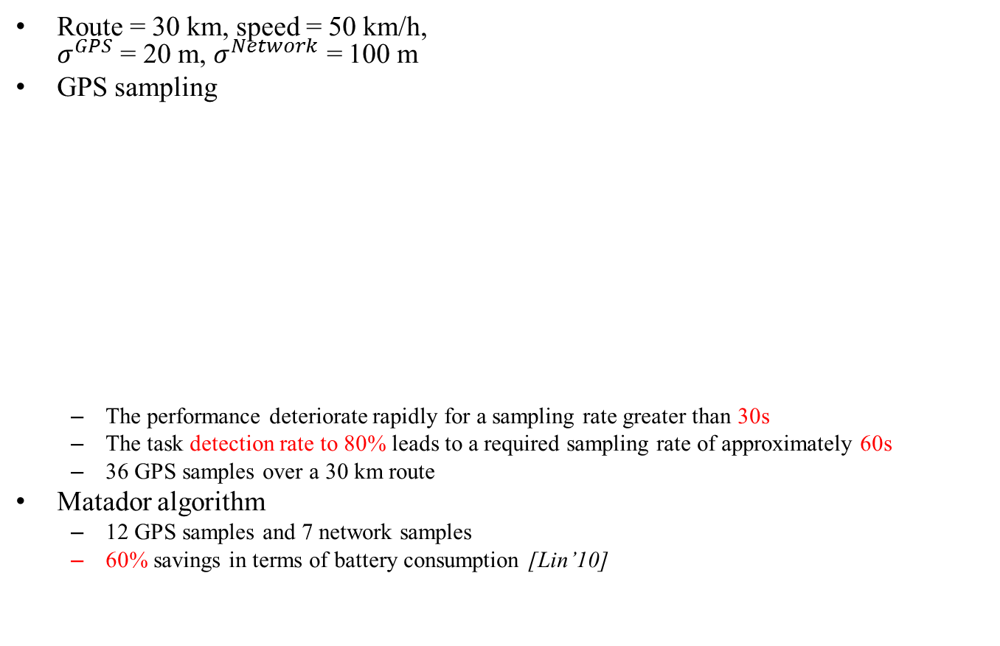 • Route = 30 km, speed = 50 km/h,
σ^GPS = 20 m, σ^Network = 100 m
• GPS sampling
– The performance deteriorate rapidly for a sampling rate greater than 30s
– The task detection rate to 80% leads to a required sampling rate of approximately 60s
– 36 GPS samples over a 30 km route
• Matador algorithm
– 12 GPS samples and 7 network samples
– 60% savings in terms of battery consumption [Lin’10]